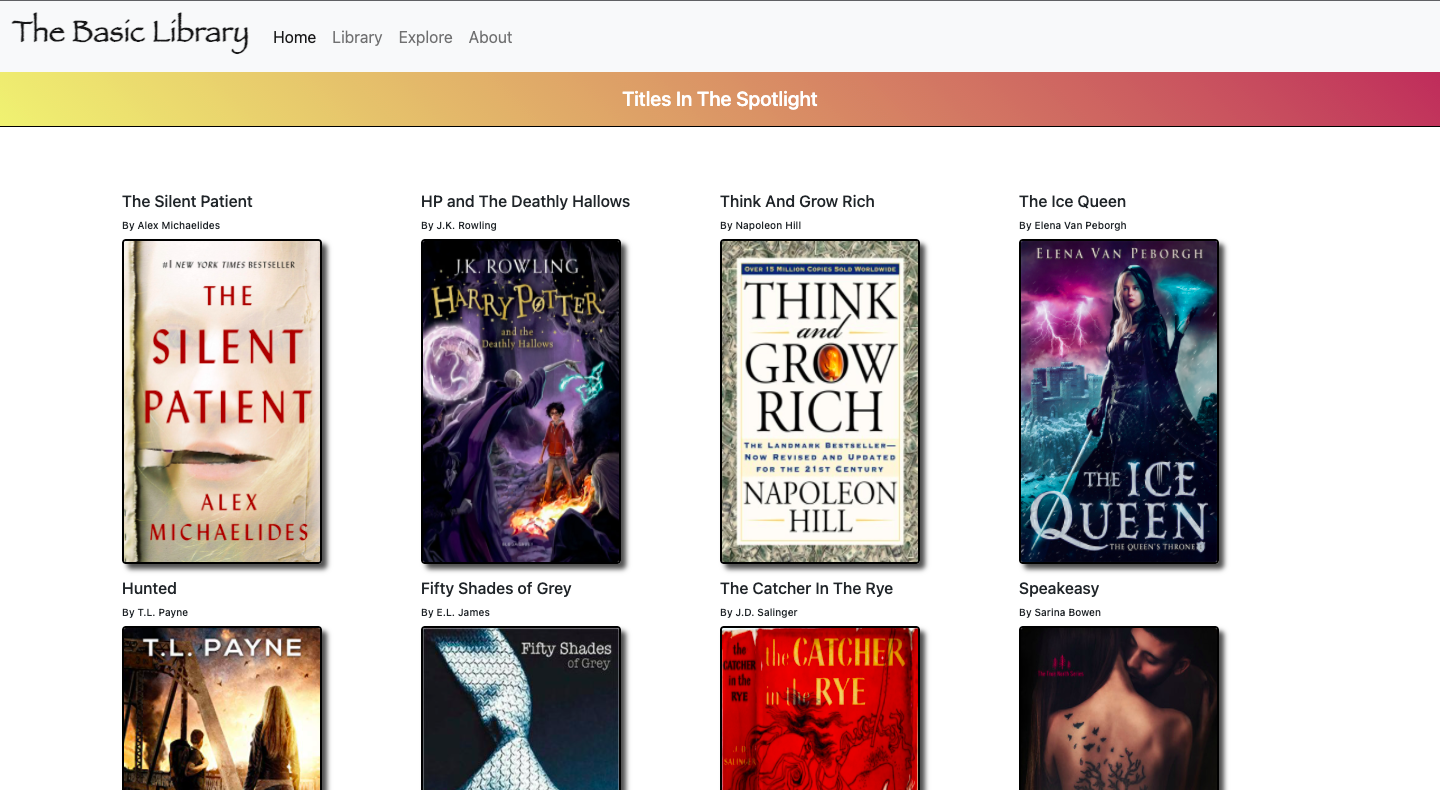 The Basic Library
Home Library Explore About
Titles In The Spotlight
The Silent Patient
By Alex Michaelides
#1 NEW YORK TIMES BESTSELLER
THE
SILENT
PATIENT
ALEX
MICHAELIDES
HP and The Deathly Hallows
By J.K. Rowling
J.K. ROWLING
HARRY POTTER
and the
Deathly Hallows
Think And Grow Rich
By Napoleon Hill
OVER 15 MILLION COPIES SOLD WORLDWIDE
THINK
and
GROW
RICH
THE LANDMARK BESTSELLER—
NOW REVISED AND UPDATED
FOR THE 21ST CENTURY
NAPOLEON
HILL
The Ice Queen
By Elena Van Peborgh
ELENA VAN PEBORGH
THE ICE
QUEEN
THE QUEEN'S THRONE
Hunted
By T.L. Payne
T.L. PAYNE
Fifty Shades of Grey
By E.L. James
Fifty Shades
of Grey
The Catcher In The Rye
By J.D. Salinger
the
CATCHER
in the
RYE
the CATCHER
in the RYE
J.D.
SALINGER
Speakeasy
By Sarina Bowen